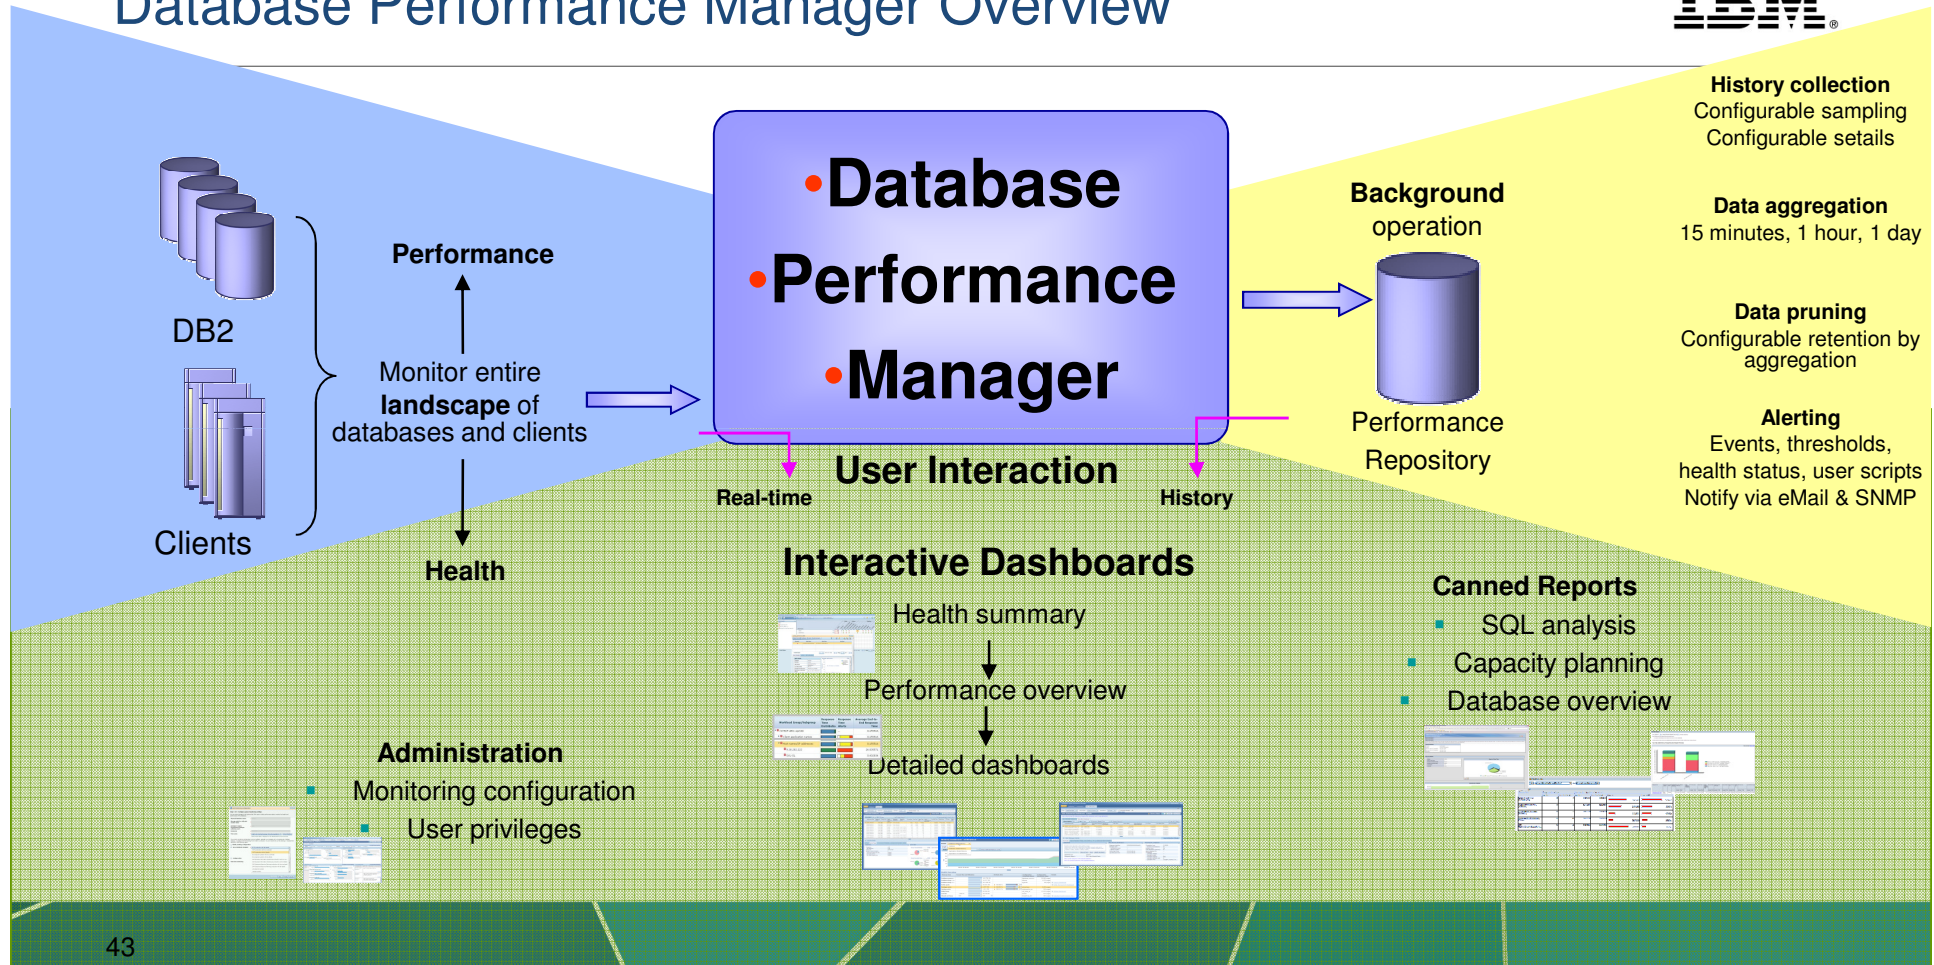 Database Performance Manager Overview
IBM®
DB2
Clients
Performance
Monitor entire
landscape of
databases and clients
Health
•Database
•Performance
•Manager
Background
operation
Performance
Repository
History collection
Configurable sampling
Configurable setails
Data aggregation
15 minutes, 1 hour, 1 day
Data pruning
Configurable retention by
aggregation
Alerting
Events, thresholds,
health status, user scripts
Notify via eMail & SNMP
User Interaction
Real-time
History
Interactive Dashboards
Health summary
Performance overview
Detailed dashboards
Administration
▪ Monitoring configuration
▪ User privileges
Canned Reports
▪ SQL analysis
▪ Capacity planning
▪ Database overview
43